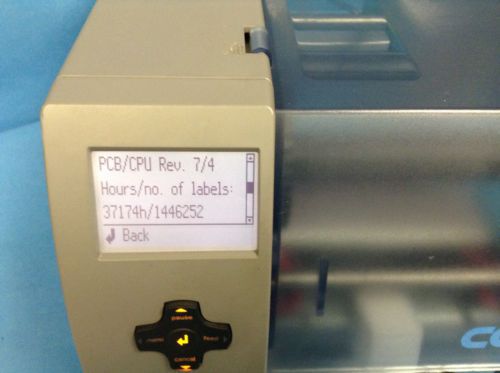 PCB/CPU Rev. 7/4
Hours/no. of labels:
37174h/1446252
Back
pause
menu
feed
cancel